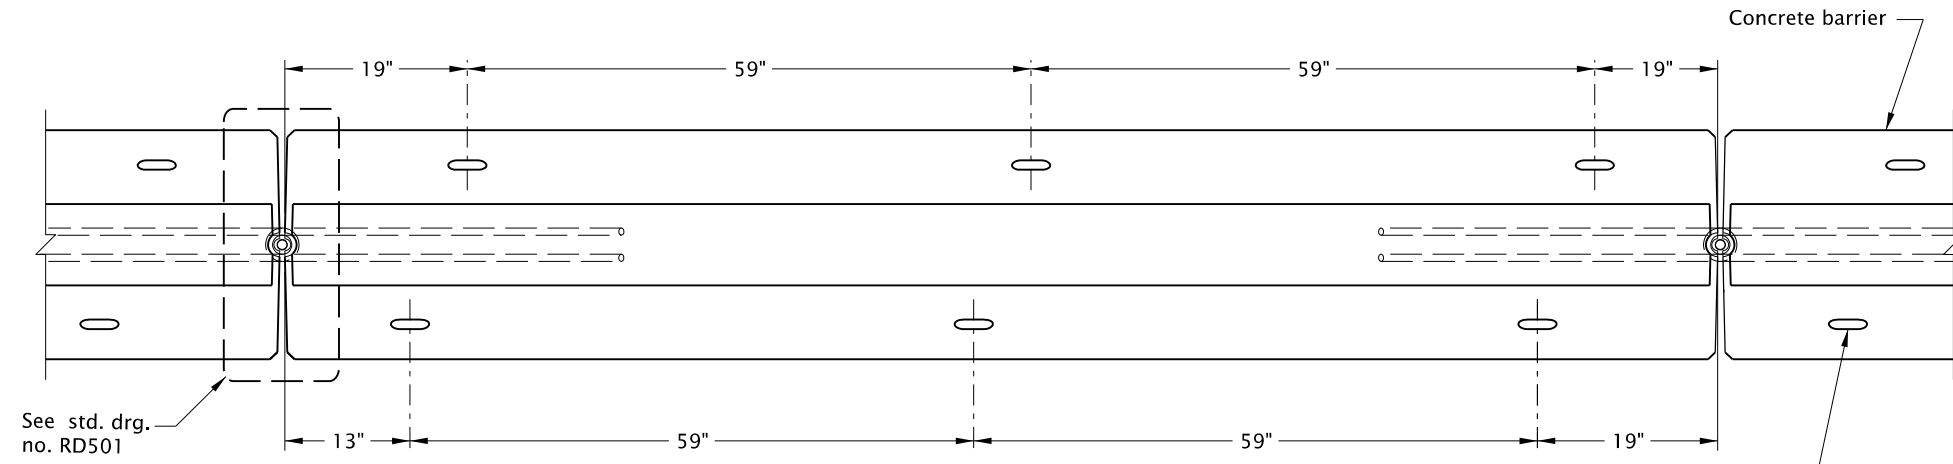 Concrete barrier
19" 59" 59" 19"
See std. drg.
no. RD501
13" 59" 59" 19"